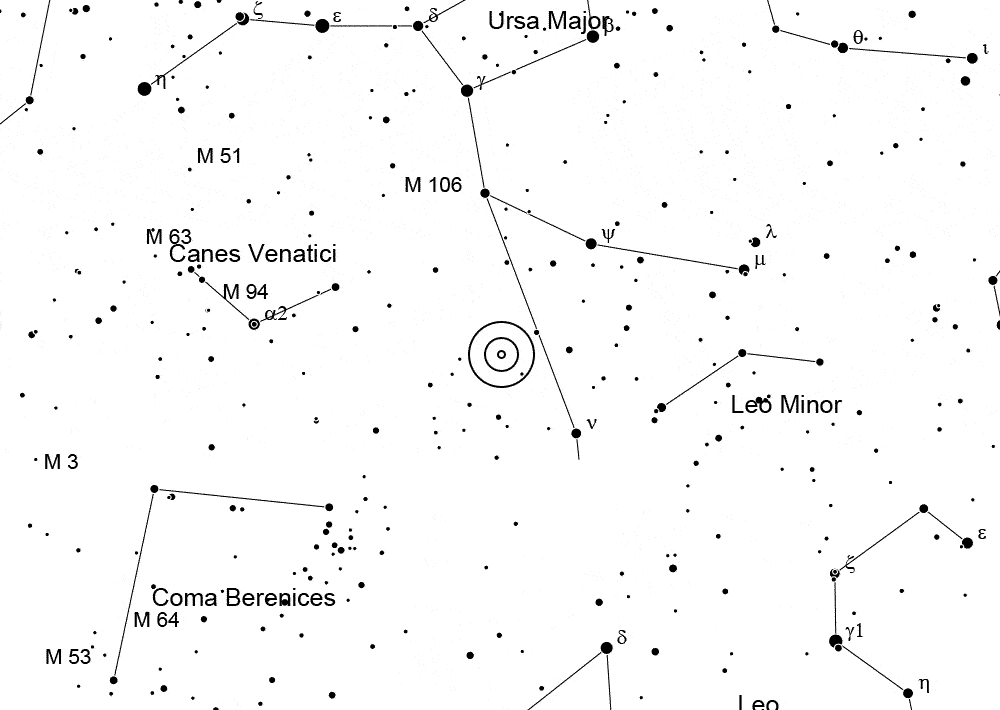 ζ
ε
δ
Ursa Major
β
θ
ι
η
γ
M 51
M 106
M 63
Canes Venatici
ψ
λ
μ
M 94
α2
Leo Minor
ν
M 3
ε
ζ
Coma Berenices
M 64
γ1
δ
M 53
η
Leo